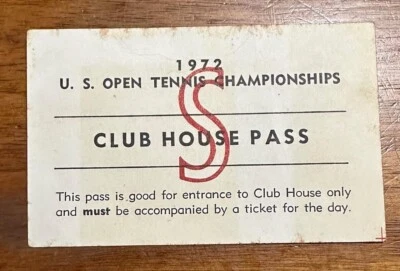 1972
U. S. OPEN TENNIS CHAMPIONSHIPS
S
CLUB HOUSE PASS
This pass is good for entrance to Club House only
and must be accompanied by a ticket for the day.